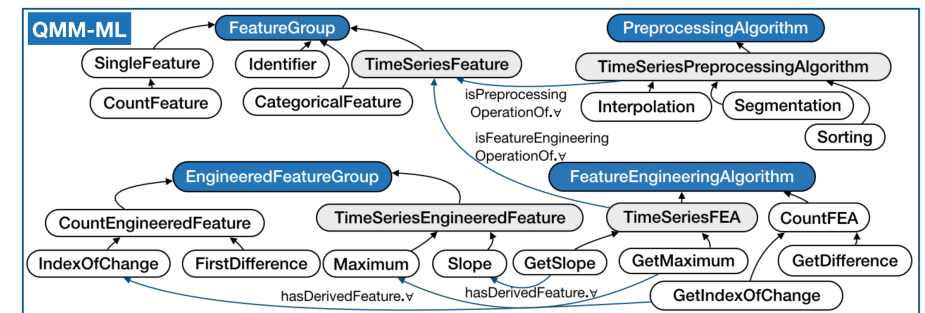 QMM-ML
FeatureGroup
PreprocessingAlgorithm
SingleFeature
Identifier
TimeSeriesFeature
TimeSeriesPreprocessingAlgorithm
CountFeature
CategoricalFeature
isPreprocessing
OperationOf.∀
Interpolation
Segmentation
Sorting
isFeatureEngineering
OperationOf.∀
EngineeredFeatureGroup
FeatureEngineeringAlgorithm
CountEngineeredFeature
TimeSeriesEngineeredFeature
TimeSeriesFEA
CountFEA
IndexOfChange
FirstDifference
Maximum
Slope
GetSlope
GetMaximum
GetDifference
hasDerivedFeature.∀
hasDerivedFeature.∀
GetIndexOfChange